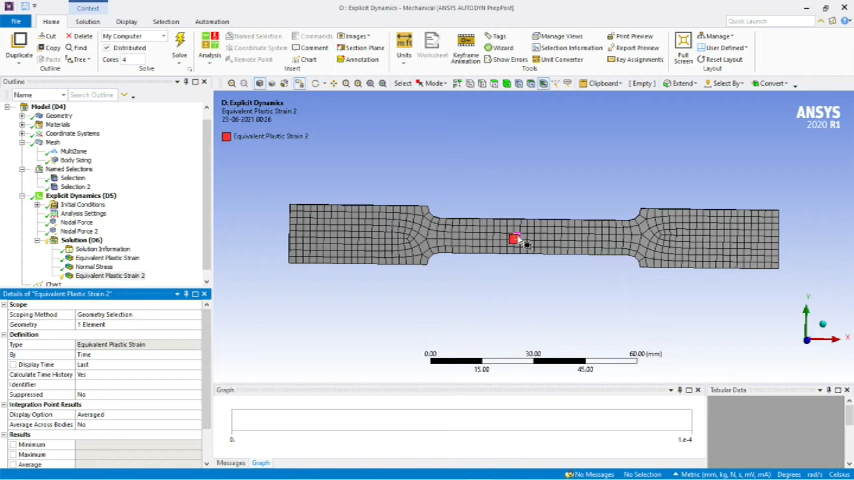 D : Explicit Dynamics - Mechanical [ANSYS AUTODYN PrepPost]
Context
File Home Solution Display Selection Automation
Quick Launch
Duplicate
Cut
Copy
Paste
Delete
Find
Tree
Outline
My Computer
Distributed
Cores 4
Solve
Solve
Analysis
Named Selection
Coordinate System
Remote Point
Commands
Comment
Chart
Images
Section Plane
Annotation
Insert
Units
Worksheet
Keyframe Animation
Tags
Wizard
Show Errors
Manage Views
Selection Information
Unit Converter
Tools
Print Preview
Report Preview
Key Assignments
Full Screen
Manage
User Defined
Reset Layout
Layout
Outline
Name Search Outline
Select Mode Clipboard [ Empty ] Extend Select By Convert
Model (D4)
Geometry
Materials
Coordinate Systems
Mesh
MultiZone
Body Sizing
Named Selections
Selection
Selection 2
Explicit Dynamics (D5)
Initial Conditions
Analysis Settings
Nodal Force
Nodal Force 2
Solution (D6)
Solution Information
Equivalent Plastic Strain
Normal Stress
Equivalent Plastic Strain 2
Chart
D: Explicit Dynamics
Equivalent Plastic Strain 2
23-06-2021 00:26
Equivalent Plastic Strain 2
ANSYS
2020 R1
Details of "Equivalent Plastic Strain 2"
Scope
Scoping Method Geometry Selection
Geometry 1 Element
Definition
Type Equivalent Plastic Strain
By Time
Display Time Last
Calculate Time History Yes
Identifier
Suppressed No
Integration Point Results
Display Option Averaged
Average Across Bodies No
Results
Minimum
Maximum
Average
0.00 30.00 60.00 (mm)
15.00 45.00
Y
X
Graph
0. 1.e-4
Messages Graph
Tabular Data
No Messages No Selection Metric (mm, kg, N, s, mV, mA) Degrees rad/s Celsius